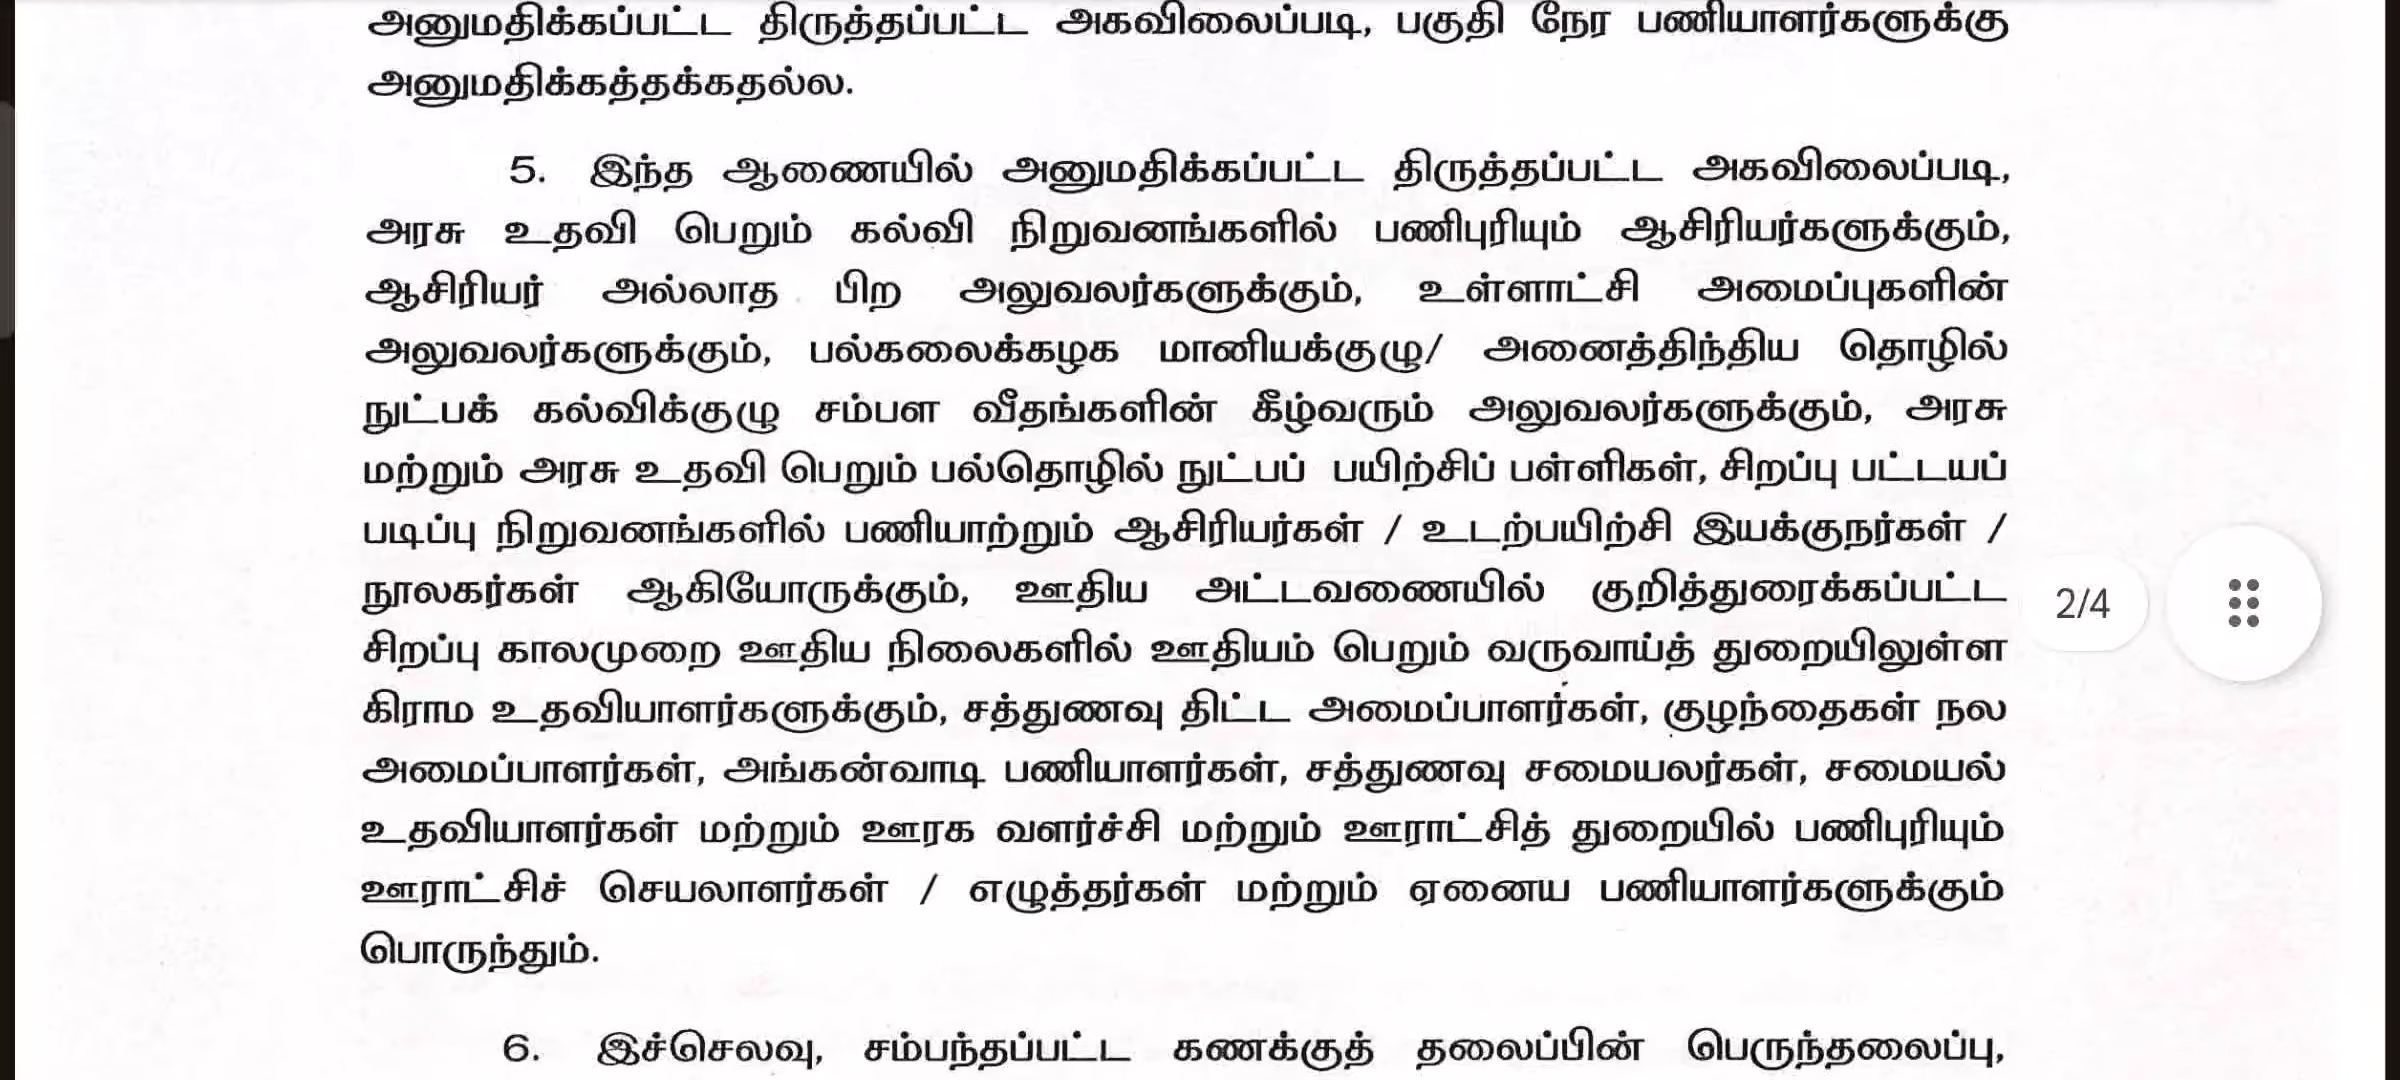 அனுமதிக்கப்பட்ட திருத்தப்பட்ட அகவிலைப்படி, பகுதி நேர பணியாளர்களுக்கு
அனுமதிக்கத்தக்கதல்ல.
5. இந்த ஆணையில் அனுமதிக்கப்பட்ட திருத்தப்பட்ட அகவிலைப்படி,
அரசு உதவி பெறும் கல்வி நிறுவனங்களில் பணிபுரியும் ஆசிரியர்களுக்கும்,
ஆசிரியர் அல்லாத பிற அலுவலர்களுக்கும், உள்ளாட்சி அமைப்புகளின்
அலுவலர்களுக்கும், பல்கலைக்கழக மானியக்குழு/ அனைத்திந்திய தொழில்
நுட்பக் கல்விக்குழு சம்பள வீதங்களின் கீழ்வரும் அலுவலர்களுக்கும், அரசு
மற்றும் அரசு உதவி பெறும் பல்தொழில் நுட்பப் பயிற்சிப் பள்ளிகள், சிறப்பு பட்டயப்
படிப்பு நிறுவனங்களில் பணியாற்றும் ஆசிரியர்கள் / உடற்பயிற்சி இயக்குநர்கள் /
நூலகர்கள் ஆகியோருக்கும், ஊதிய அட்டவணையில் குறித்துரைக்கப்பட்ட
சிறப்பு காலமுறை ஊதிய நிலைகளில் ஊதியம் பெறும் வருவாய்த் துறையிலுள்ள
கிராம உதவியாளர்களுக்கும், சத்துணவு திட்ட அமைப்பாளர்கள், குழந்தைகள் நல
அமைப்பாளர்கள், அங்கன்வாடி பணியாளர்கள், சத்துணவு சமையலர்கள், சமையல்
உதவியாளர்கள் மற்றும் ஊரக வளர்ச்சி மற்றும் ஊராட்சித் துறையில் பணிபுரியும்
ஊராட்சிச் செயலாளர்கள் / எழுத்தர்கள் மற்றும் ஏனைய பணியாளர்களுக்கும்
பொருந்தும்.
6. இச்செலவு, சம்பந்தப்பட்ட கணக்குத் தலைப்பின் பெருந்தலைப்பு,
2/4